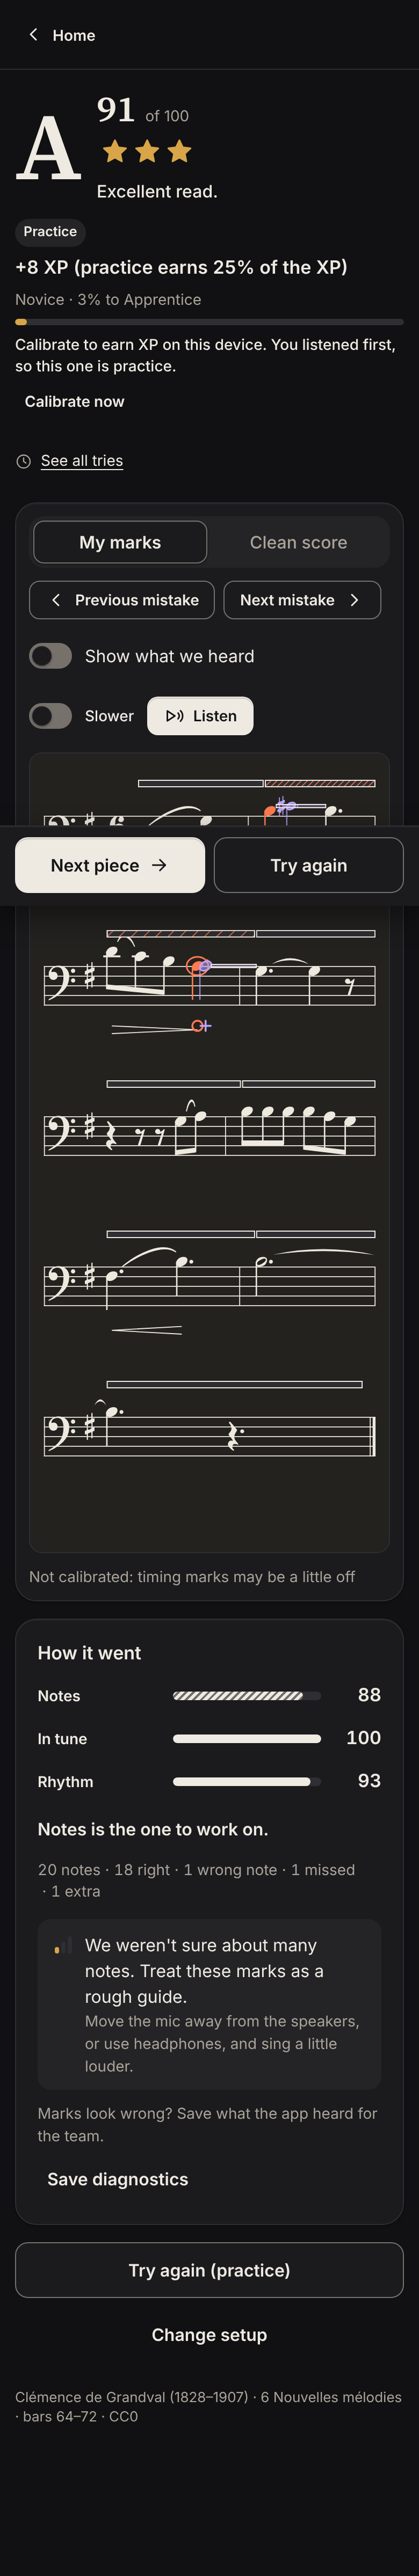 Home
A
91 of 100
Excellent read.
Practice
+8 XP (practice earns 25% of the XP)
Novice · 3% to Apprentice
Calibrate to earn XP on this device. You listened first,
so this one is practice.
Calibrate now
See all tries
My marks
Clean score
Previous mistake
Next mistake
Show what we heard
Slower
Listen
Next piece
Try again
Not calibrated: timing marks may be a little off
How it went
Notes 88
In tune 100
Rhythm 93
Notes is the one to work on.
20 notes · 18 right · 1 wrong note · 1 missed
· 1 extra
We weren't sure about many
notes. Treat these marks as a
rough guide.
Move the mic away from the speakers,
or use headphones, and sing a little
louder.
Marks look wrong? Save what the app heard for
the team.
Save diagnostics
Try again (practice)
Change setup
Clémence de Grandval (1828–1907) · 6 Nouvelles mélodies
· bars 64–72 · CC0